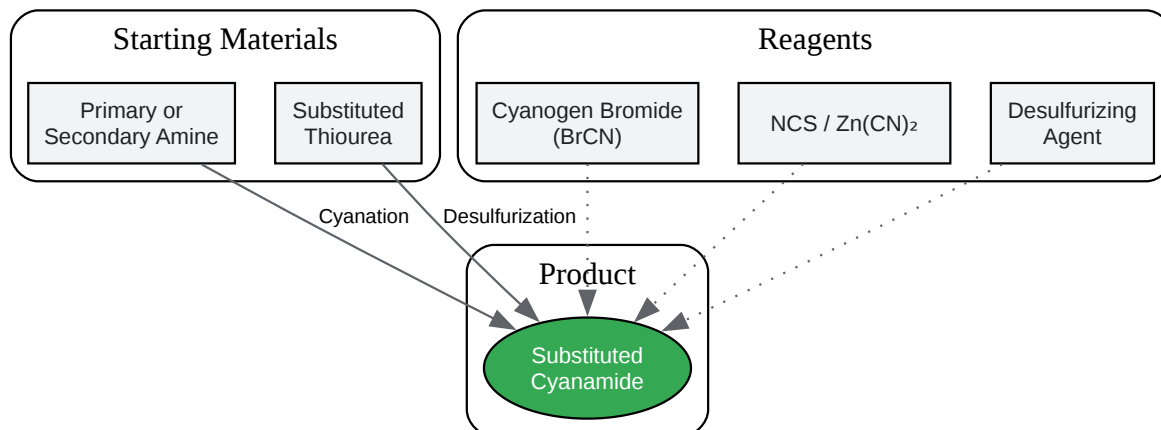 Starting Materials
Primary or
Secondary Amine
Substituted
Thiourea
Reagents
Cyanogen Bromide
(BrCN)
NCS / Zn(CN)₂
Desulfurizing
Agent
Cyanation
Desulfurization
Product
Substituted
Cyanamide